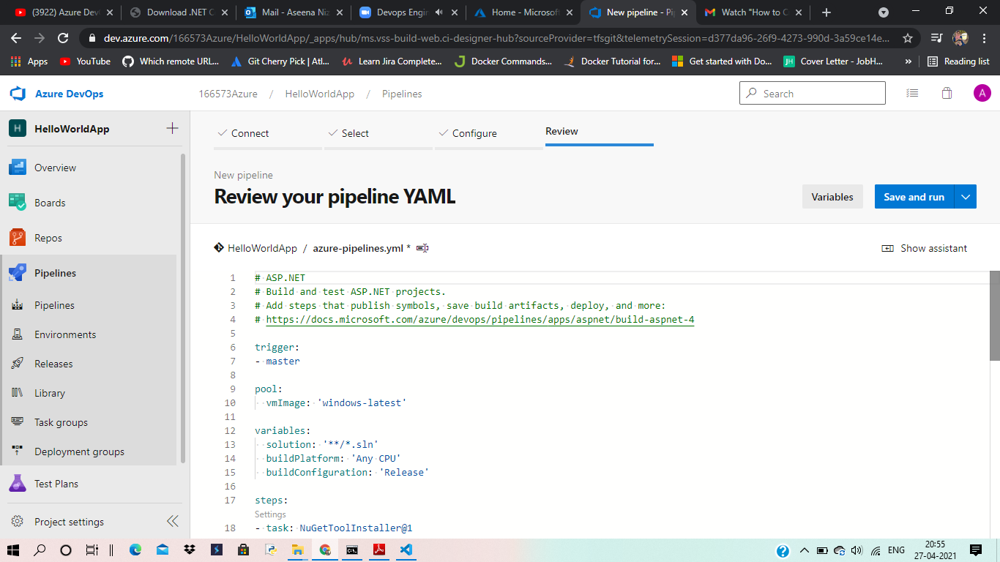 (3922) Azure Dev
Download .NET C
Mail - Aseena Niz
Devops Engin
Home - Microsoft
New pipeline - Pip
Watch "How to C
dev.azure.com/166573Azure/HelloWorldApp/_apps/hub/ms.vss-build-web.ci-designer-hub?sourceProvider=tfsgit&telemetrySession=d377da96-26f9-4273-990d-3a59ce14e...
Apps
YouTube
Which remote URL...
Git Cherry Pick | Atl...
Learn Jira Complete...
Docker Commands...
Docker Tutorial for...
Get started with Do...
JH
Cover Letter - JobH...
»
Reading list
Azure DevOps
166573Azure / HelloWorldApp / Pipelines
Search
A
H
HelloWorldApp
Overview
Boards
Repos
Pipelines
Pipelines
Environments
Releases
Library
Task groups
Deployment groups
Test Plans
Project settings
Connect
Select
Configure
Review
New pipeline
Review your pipeline YAML
Variables
Save and run
HelloWorldApp / azure-pipelines.yml *
Show assistant
1 # ASP.NET
2 # Build and test ASP.NET projects.
3 # Add steps that publish symbols, save build artifacts, deploy, and more:
4 # https://docs.microsoft.com/azure/devops/pipelines/apps/aspnet/build-aspnet-4
5
6 trigger:
7 - master
8
9 pool:
10 vmImage: 'windows-latest'
11
12 variables:
13 solution: '**/*.sln'
14 buildPlatform: 'Any CPU'
15 buildConfiguration: 'Release'
16
17 steps:
Settings
18 - task: NuGetToolInstaller@1
ENG
20:55
27-04-2021